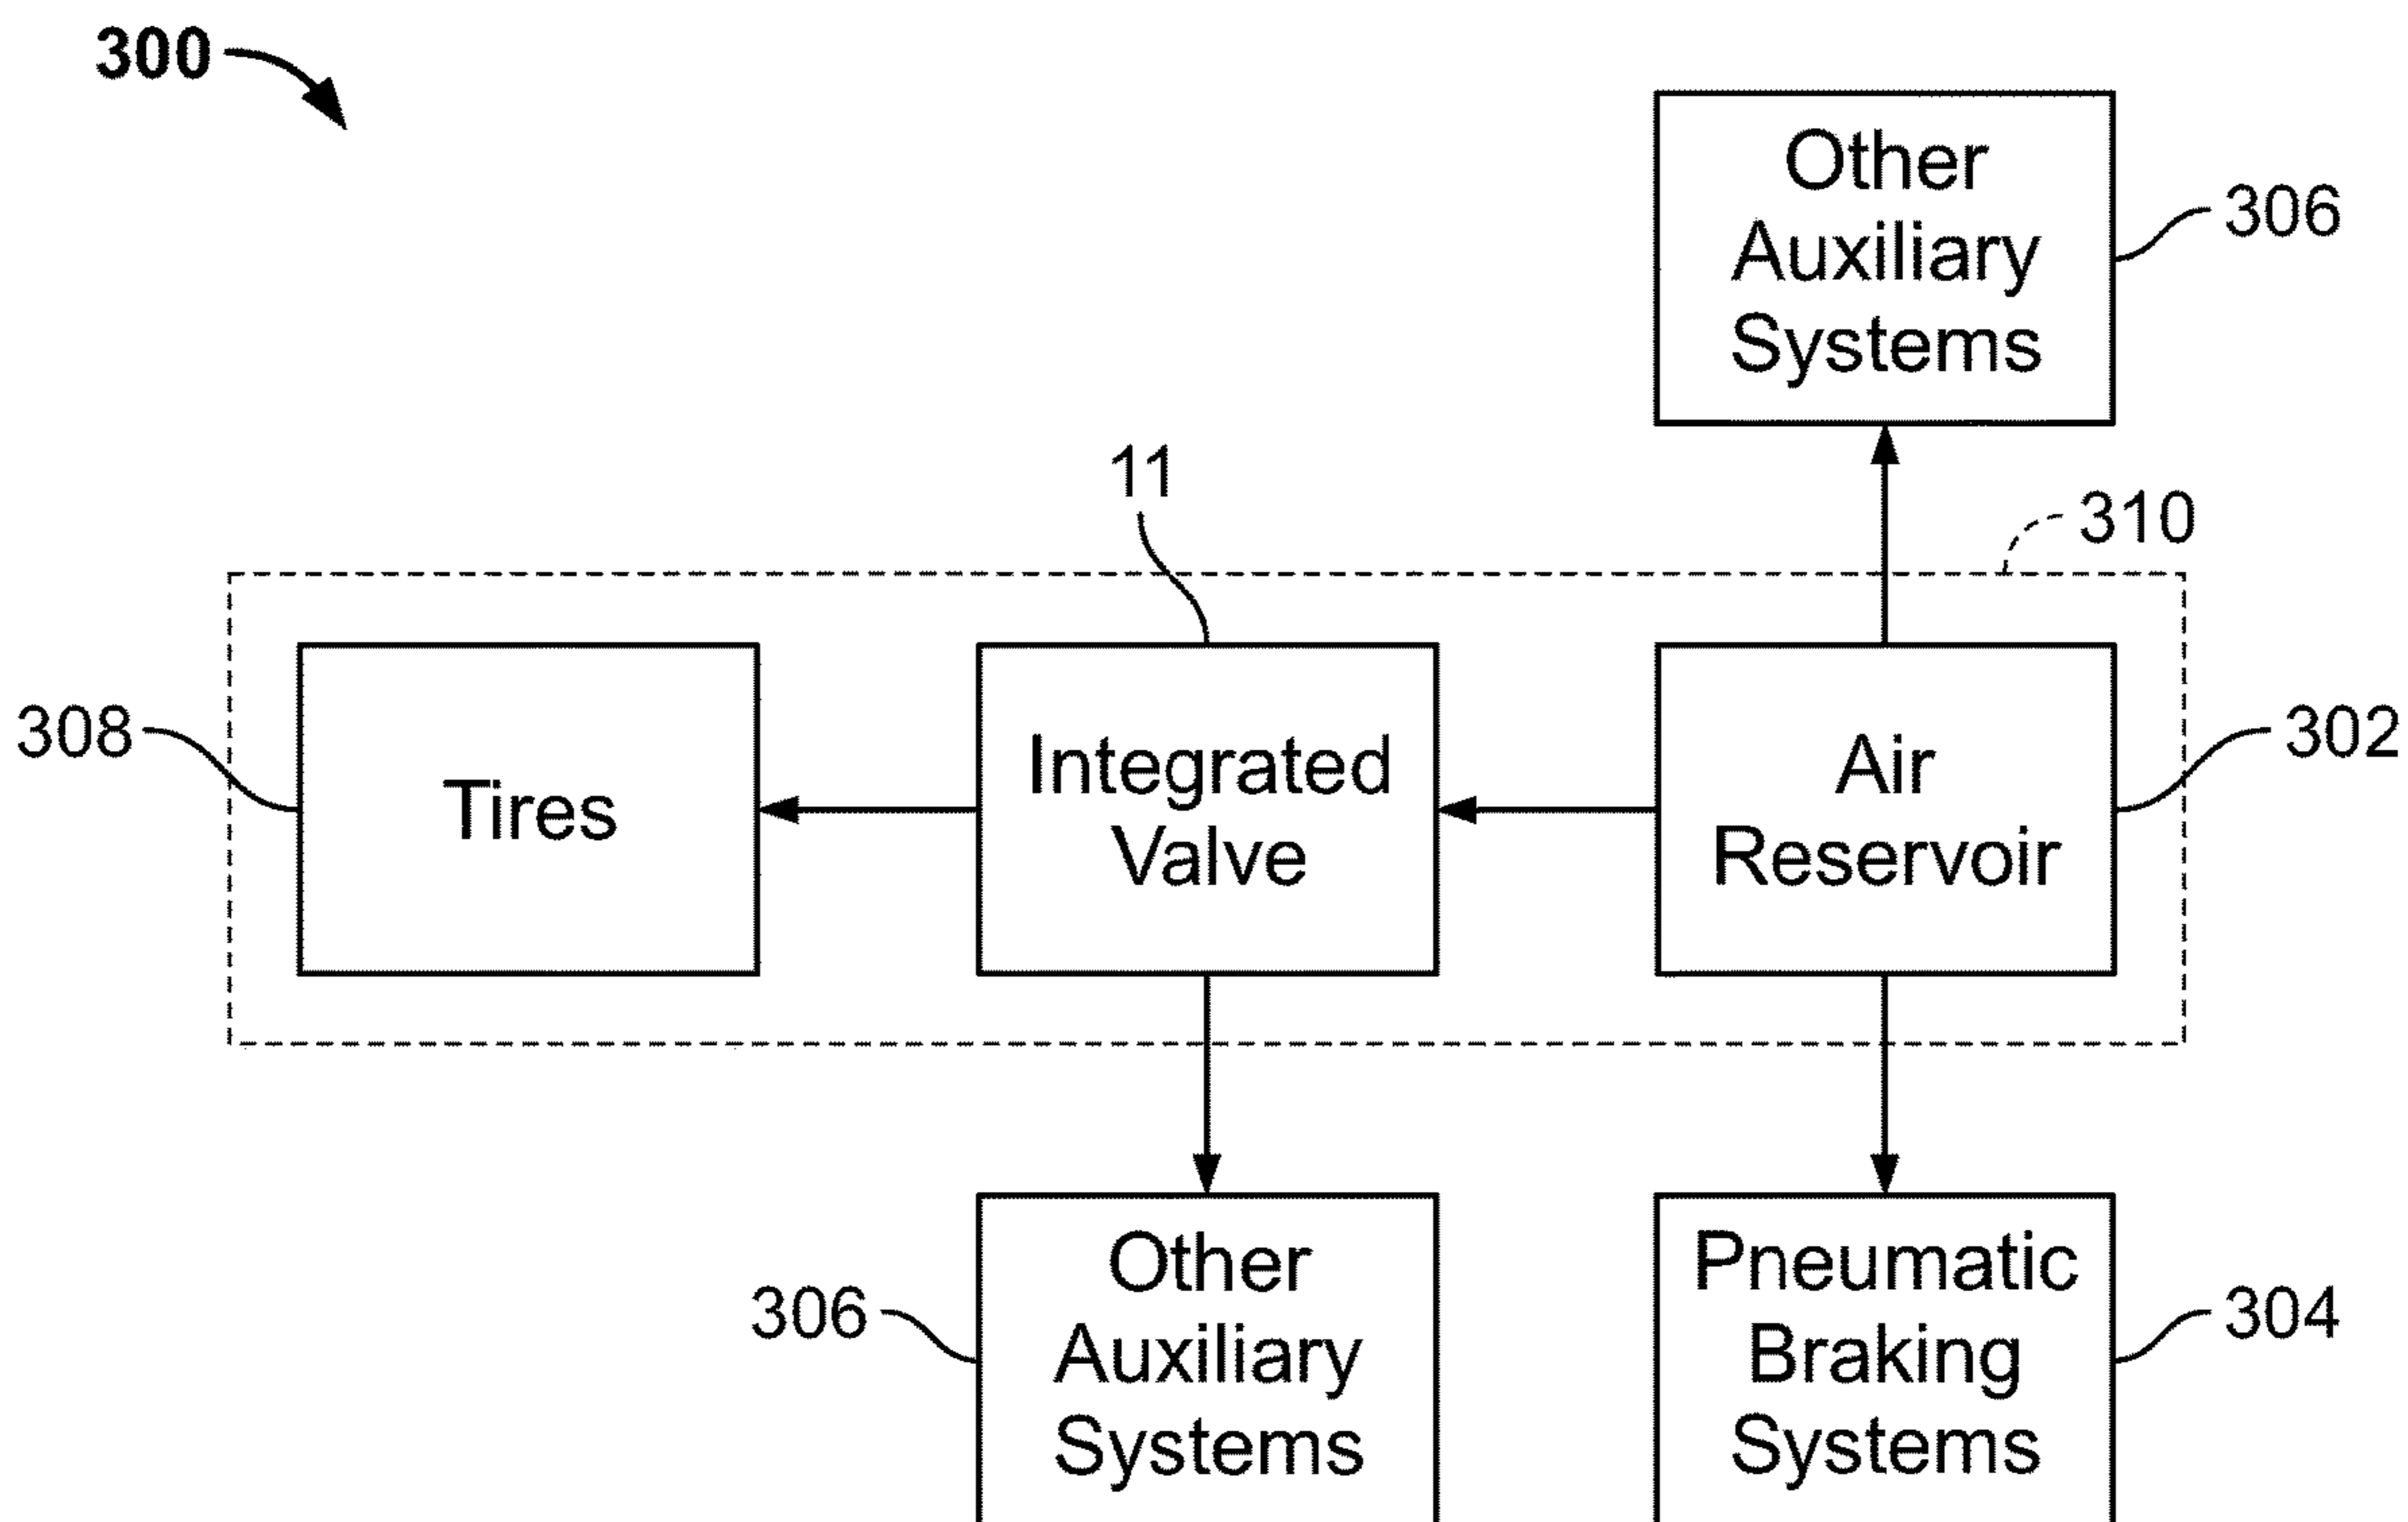 300
Other
Auxiliary
Systems
306
11
310
308
Tires
Integrated
Valve
Air
Reservoir
302
306
Other
Auxiliary
Systems
Pneumatic
Braking
Systems
304